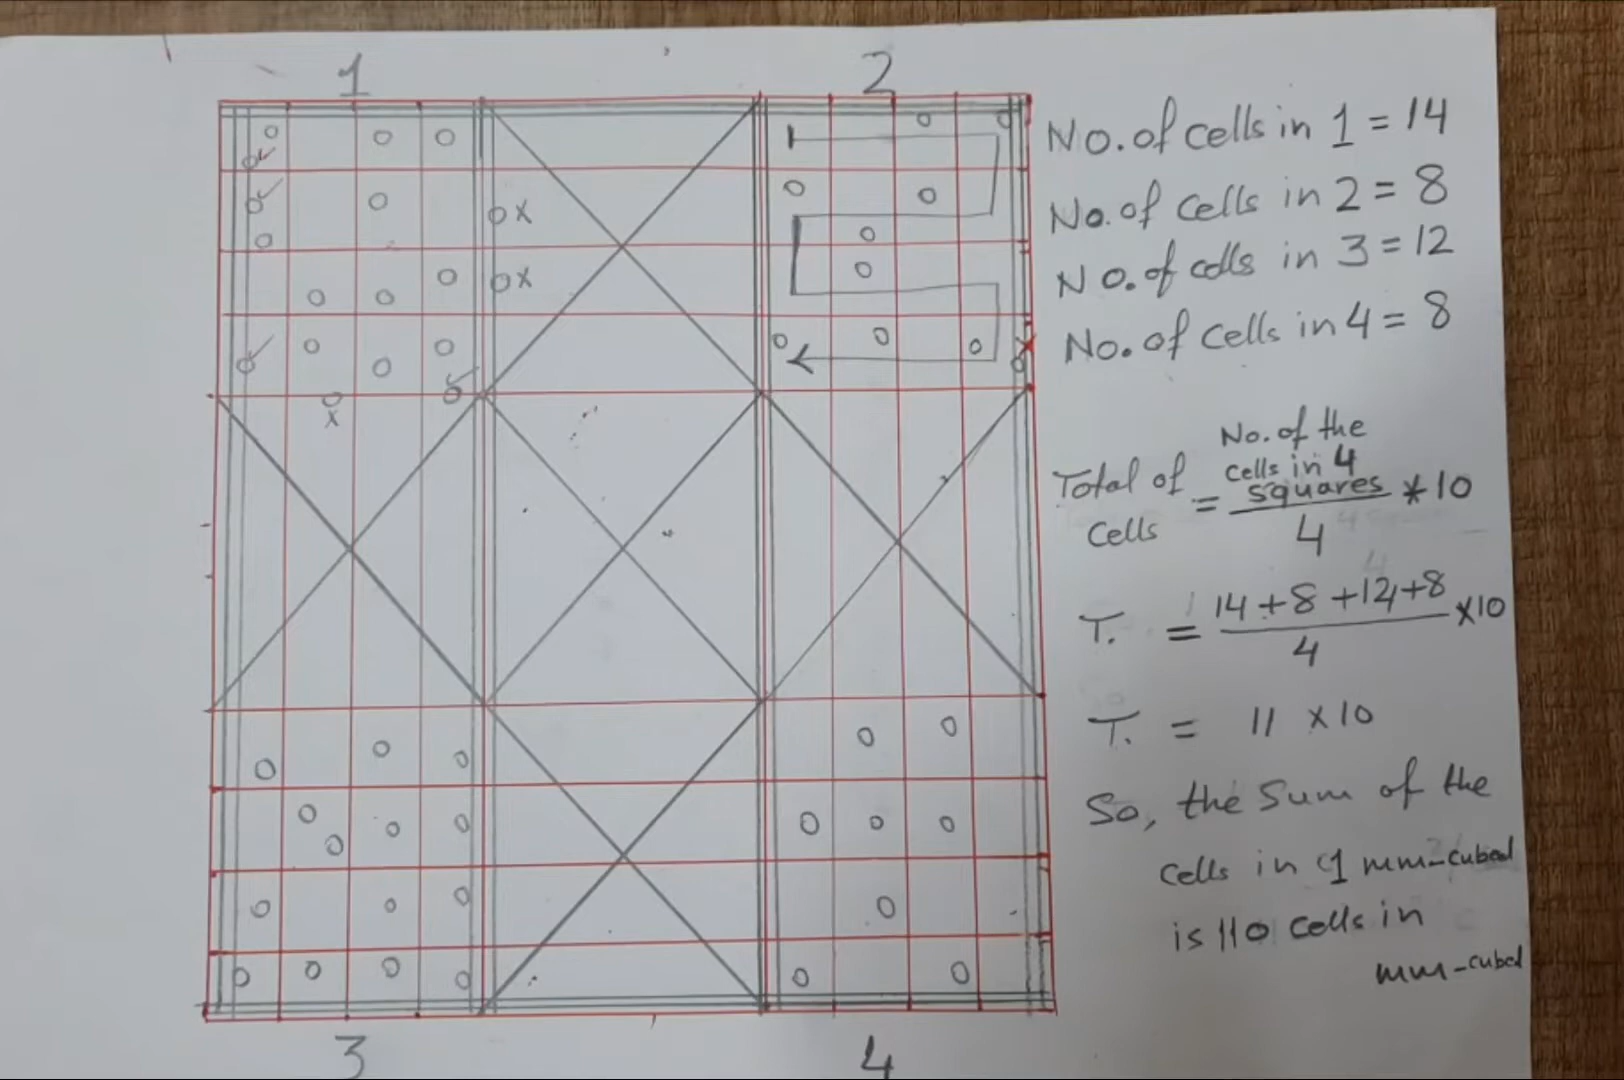 1
2
No. of cells in 1 = 14
No. of cells in 2 = 8
No. of cells in 3 = 12
No. of cells in 4 = 8
Total of Cells = No. of the cells in 4 squares / 4 * 10
T. = 14 + 8 + 12 + 8 / 4 × 10
T. = 11 × 10
So, the Sum of the
cells in 1 mm-cubed
is 110 cells in
mm-cubed
3
4